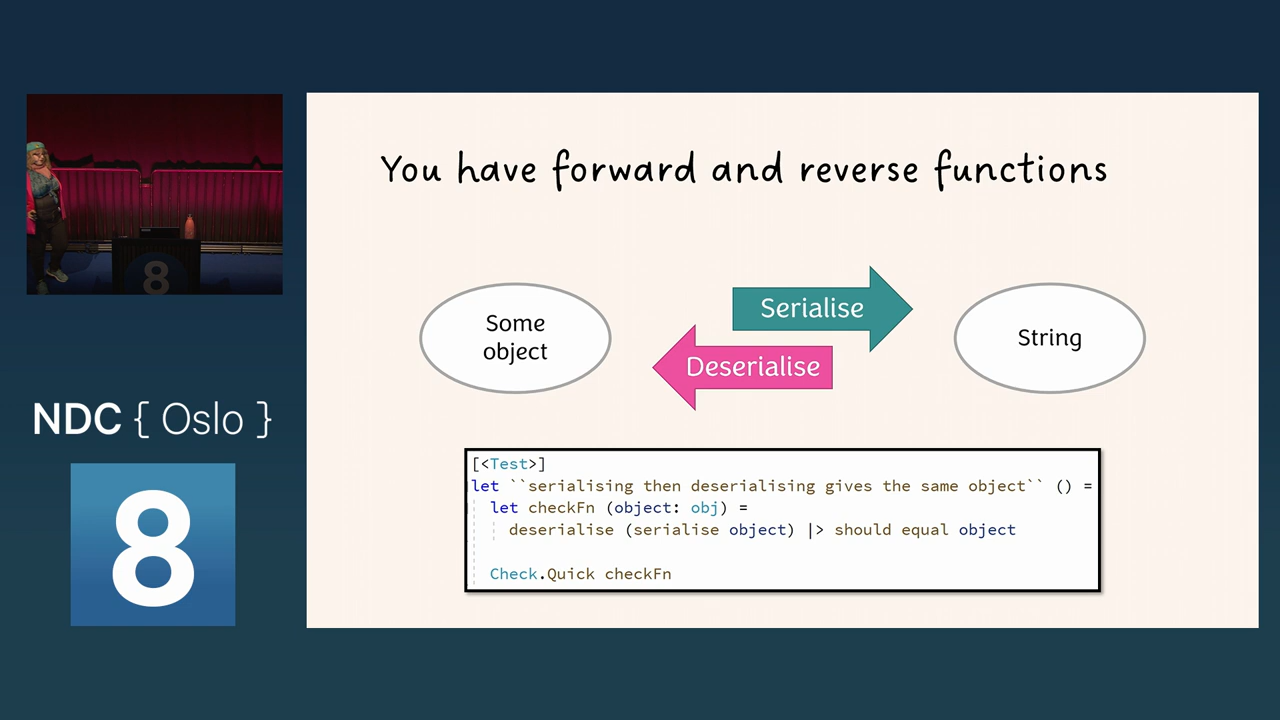 You have forward and reverse functions
Some
object
Serialise
Deserialise
String
[<Test>]
let ``serialising then deserialising gives the same object`` () =
let checkFn (object: obj) =
deserialise (serialise object) |> should equal object
Check.Quick checkFn
8
NDC { Oslo }
8